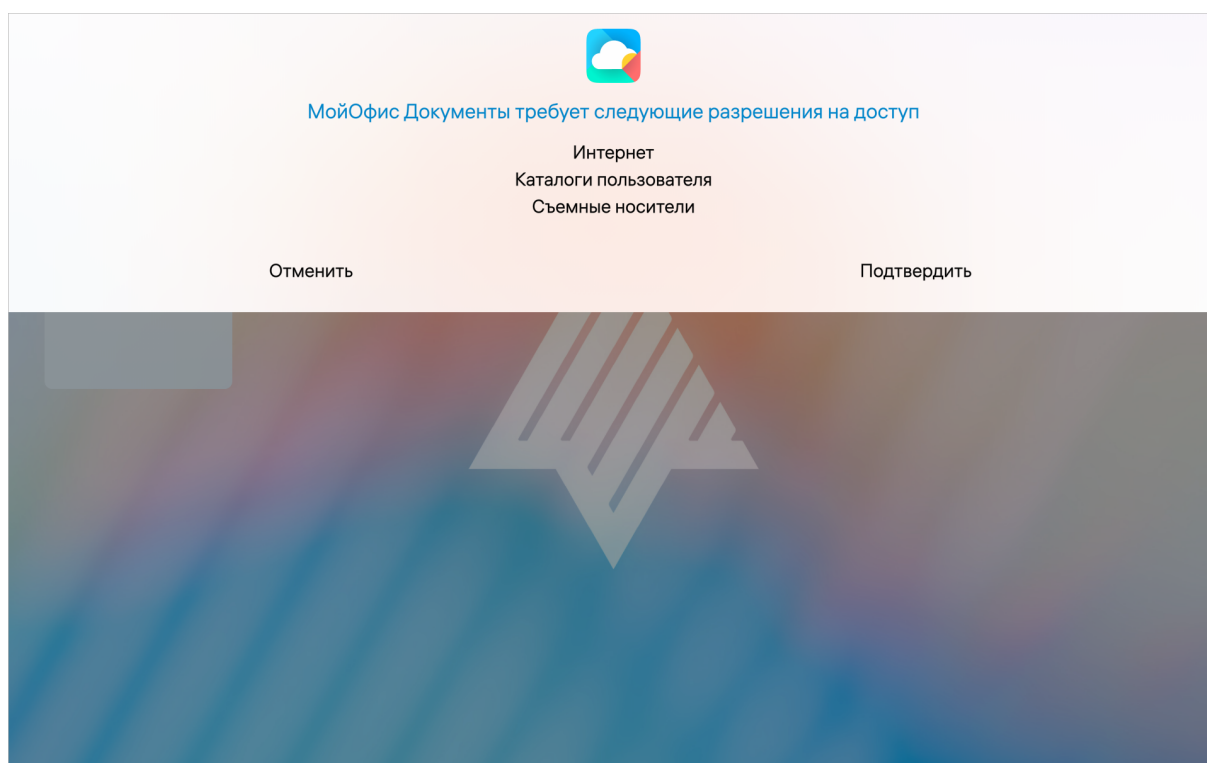 МойОфис Документы требует следующие разрешения на доступ
Интернет
Каталоги пользователя
Съемные носители
Отменить
Подтвердить